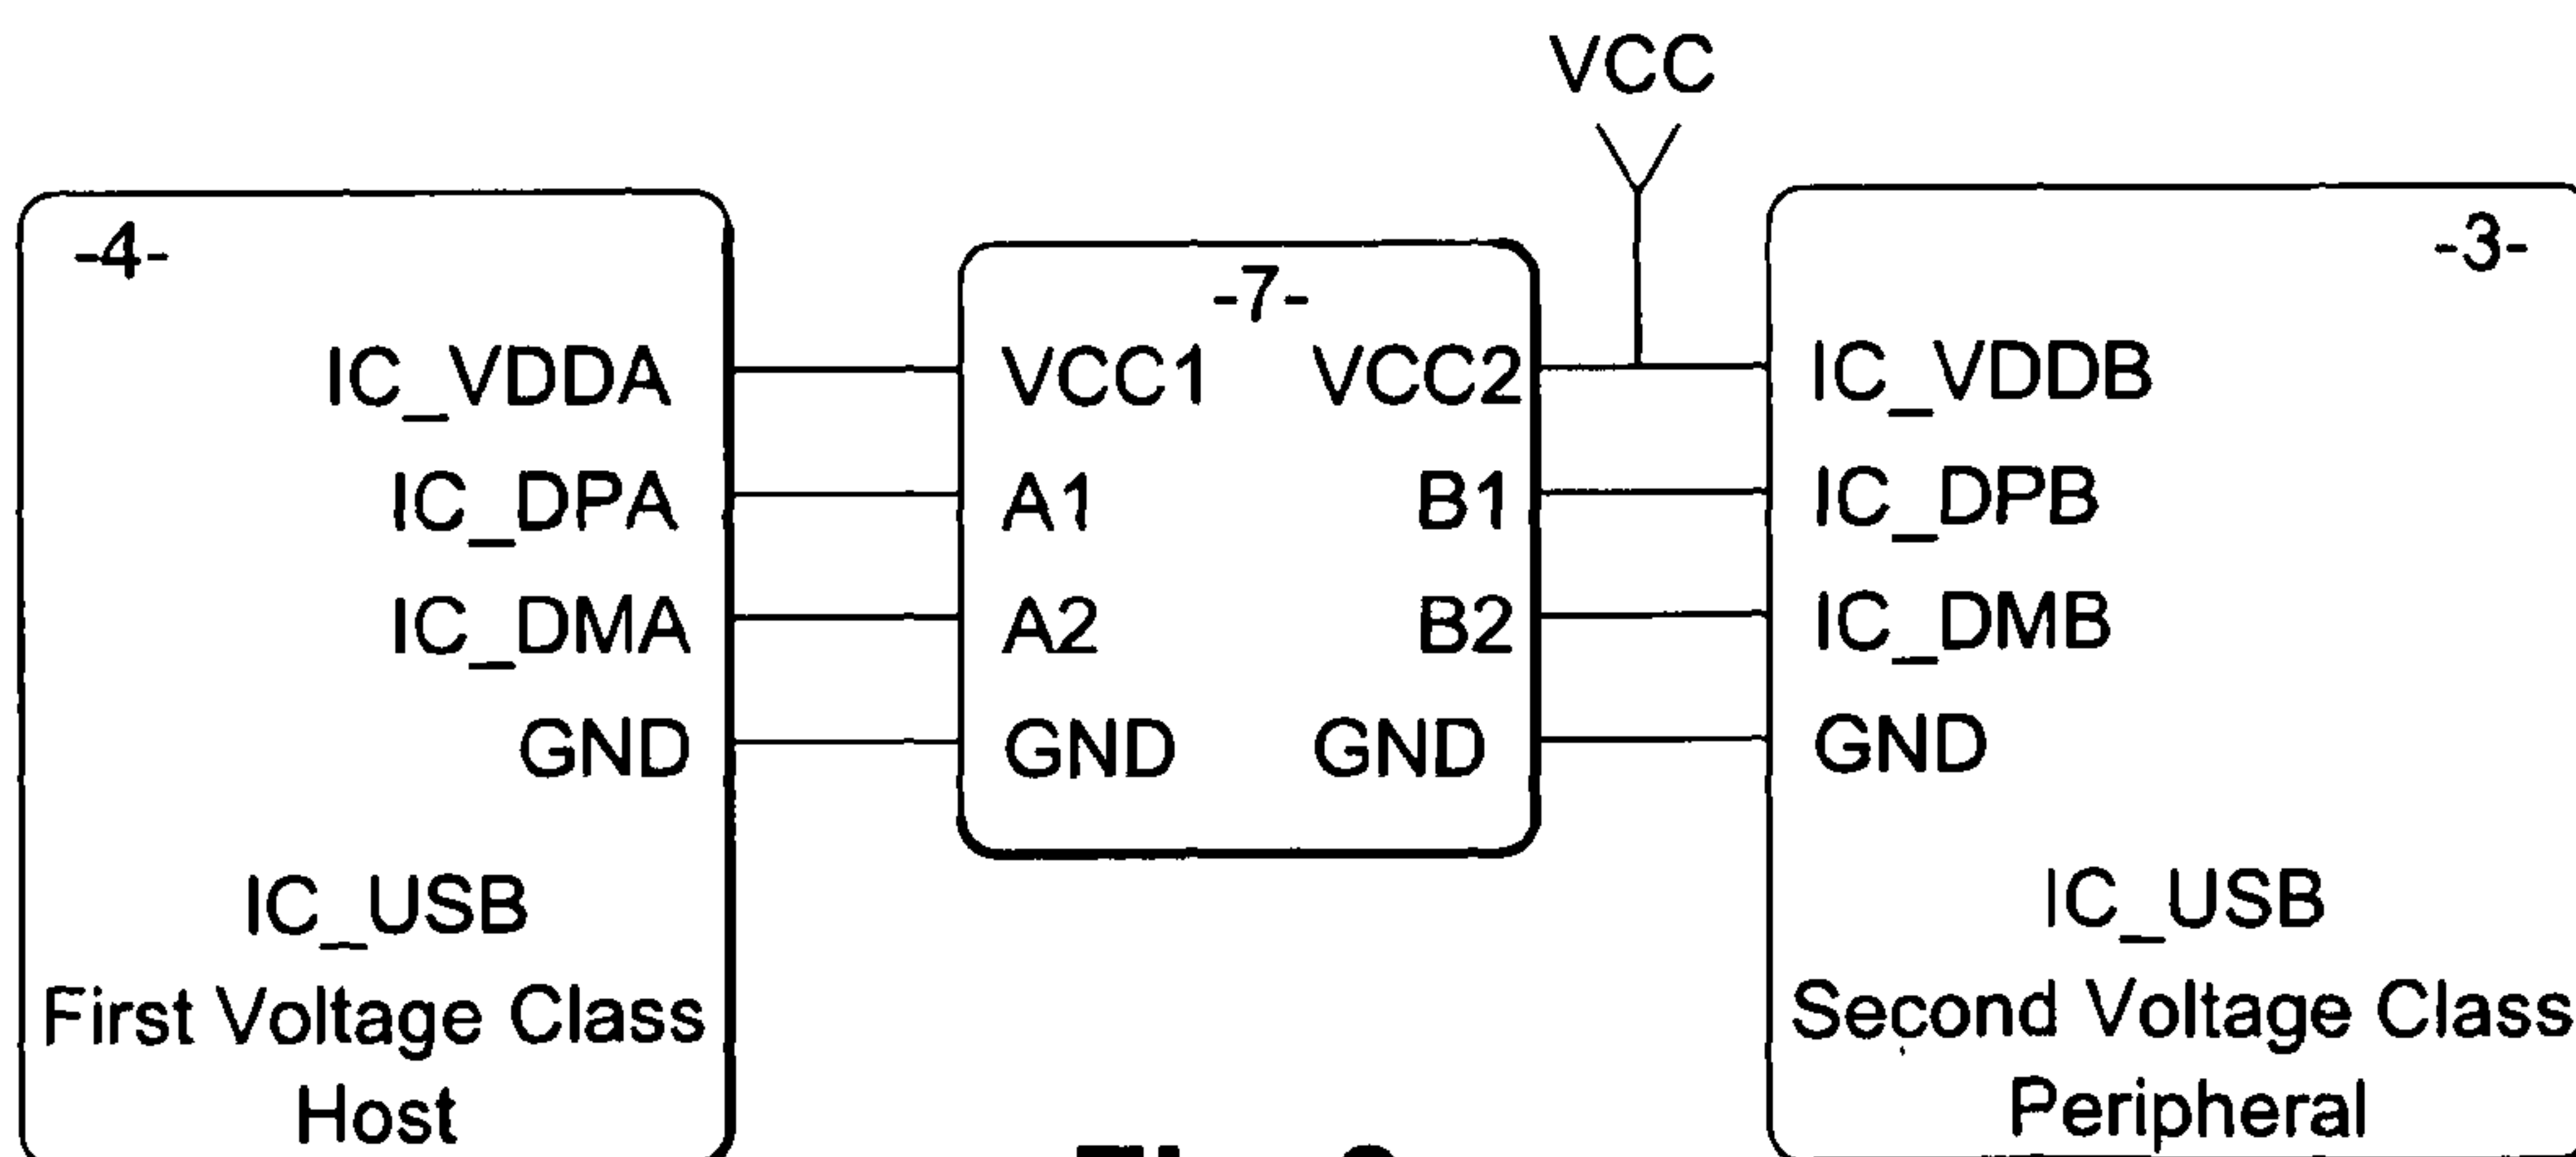 VCC
-4-
IC_VDDA
IC_DPA
IC_DMA
GND
IC_USB
First Voltage Class
Host
-7-
VCC1 VCC2
A1 B1
A2 B2
GND GND
-3-
IC_VDDB
IC_DPB
IC_DMB
GND
IC_USB
Second Voltage Class
Peripheral